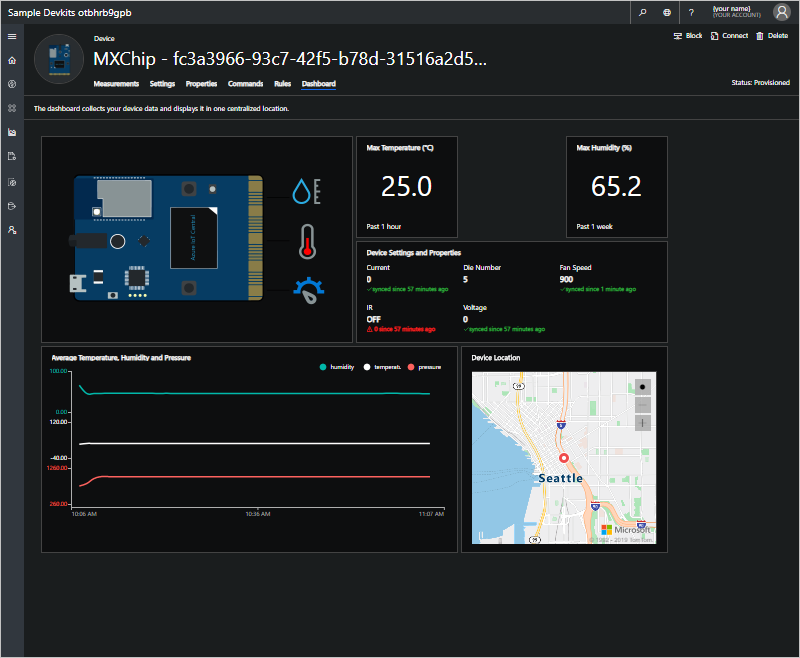 Sample Devkits otbhrb9gpb
?
(your name)
(YOUR ACCOUNT)
Device
MXChip - fc3a3966-93c7-42f5-b78d-31516a2d5...
Block
Connect
Delete
Measurements
Settings
Properties
Commands
Rules
Dashboard
Status: Provisioned
The dashboard collects your device data and displays it in one centralized location.
Azure IoT Central
Max Temperature (°C)
25.0
Past 1 hour
Max Humidity (%)
65.2
Past 1 week
Device Settings and Properties
Current
0
synced since 57 minutes ago
Die Number
5
Fan Speed
900
synced since 1 minute ago
IR
OFF
0 since 57 minutes ago
Voltage
0
synced since 57 minutes ago
Average Temperature, Humidity and Pressure
humidity
temperati.
pressure
100.00
0.00
120.00
-40.00
1260.00
260.00
10:06 AM
10:36 AM
11:07 AM
Device Location
99
5
Seattle
90
99
Microsoft